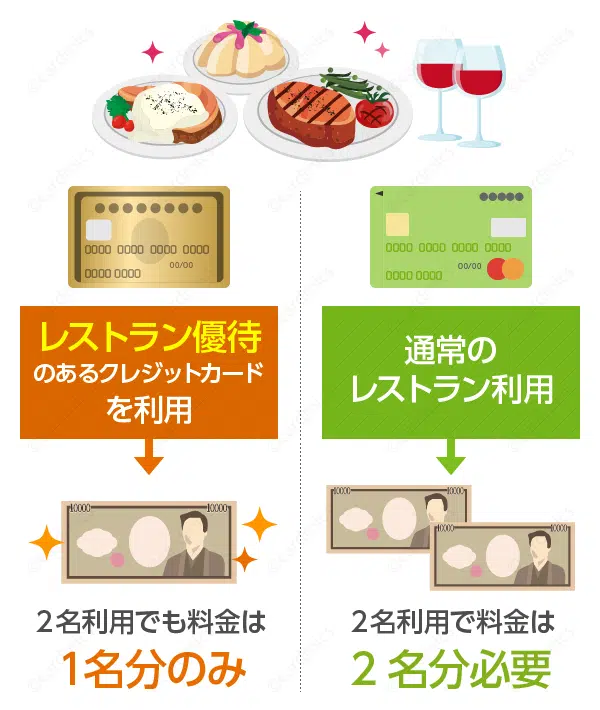 0000 0000 0000 0000
00/00
0000 0000
0000 0000 0000 0000
00/00
0000 0000
レストラン優待
のあるクレジットカード
を利用
通常の
レストラン利用
10000 10000
10000 10000
10000 10000
2名利用でも料金は
1名分のみ
2名利用で料金は
2名分必要